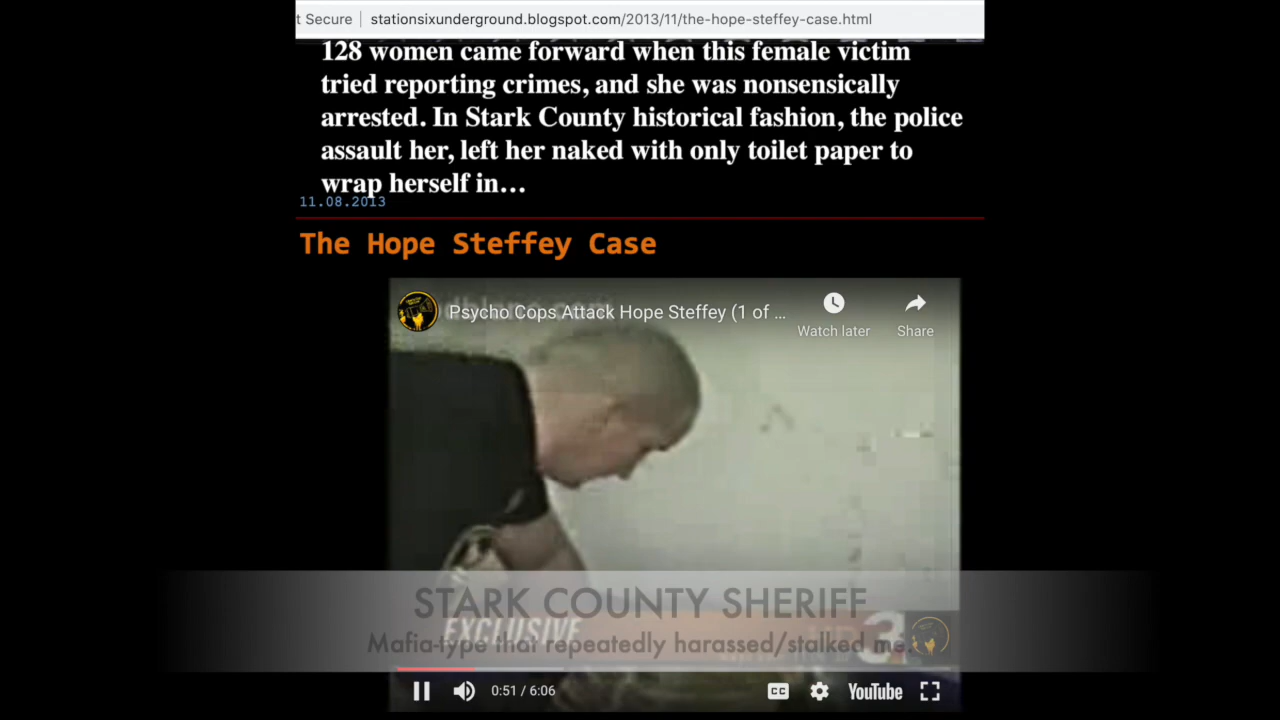 t Secure | stationsixunderground.blogspot.com/2013/11/the-hope-steffey-case.html
128 women came forward when this female victim
tried reporting crimes, and she was nonsensically
arrested. In Stark County historical fashion, the police
assault her, left her naked with only toilet paper to
wrap herself in...
11.08.2013
The Hope Steffey Case
Psycho Cops Attack Hope Steffey (1 of ...
Watch later
Share
STARK COUNTY SHERIFF
EXCLUSIVE
3
Mafia-type that repeatedly harassed/stalked me.
0:51 / 6:06
CC
YouTube